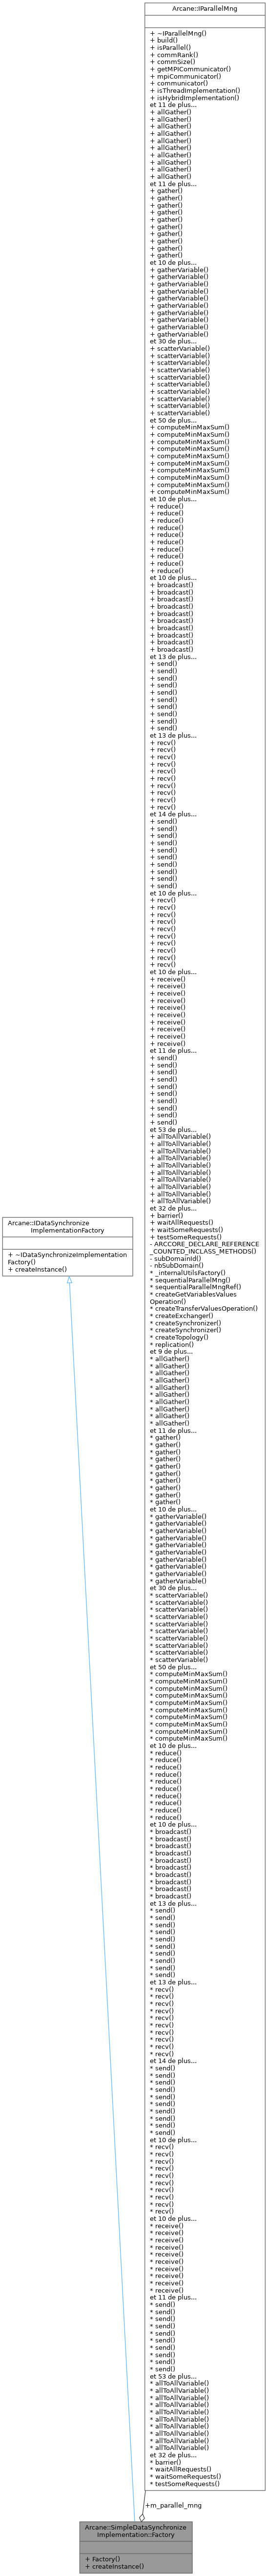 Arcane::IParallelMng
+ ~IParallelMng()
+ build()
+ isParallel()
+ commRank()
+ commSize()
+ getMPICommunicator()
+ mpiCommunicator()
+ communicator()
+ isThreadImplementation()
+ isHybridImplementation()
et 11 de plus...
+ allGather()
+ allGather()
+ allGather()
+ allGather()
+ allGather()
+ allGather()
+ allGather()
+ allGather()
+ allGather()
+ allGather()
et 11 de plus...
+ gather()
+ gather()
+ gather()
+ gather()
+ gather()
+ gather()
+ gather()
+ gather()
+ gather()
+ gather()
et 10 de plus...
+ gatherVariable()
+ gatherVariable()
+ gatherVariable()
+ gatherVariable()
+ gatherVariable()
+ gatherVariable()
+ gatherVariable()
+ gatherVariable()
+ gatherVariable()
+ gatherVariable()
et 30 de plus...
+ scatterVariable()
+ scatterVariable()
+ scatterVariable()
+ scatterVariable()
+ scatterVariable()
+ scatterVariable()
+ scatterVariable()
+ scatterVariable()
+ scatterVariable()
+ scatterVariable()
et 50 de plus...
+ computeMinMaxSum()
+ computeMinMaxSum()
+ computeMinMaxSum()
+ computeMinMaxSum()
+ computeMinMaxSum()
+ computeMinMaxSum()
+ computeMinMaxSum()
+ computeMinMaxSum()
+ computeMinMaxSum()
+ computeMinMaxSum()
et 10 de plus...
+ reduce()
+ reduce()
+ reduce()
+ reduce()
+ reduce()
+ reduce()
+ reduce()
+ reduce()
+ reduce()
+ reduce()
et 10 de plus...
+ broadcast()
+ broadcast()
+ broadcast()
+ broadcast()
+ broadcast()
+ broadcast()
+ broadcast()
+ broadcast()
+ broadcast()
+ broadcast()
et 13 de plus...
+ send()
+ send()
+ send()
+ send()
+ send()
+ send()
+ send()
+ send()
+ send()
+ send()
et 13 de plus...
+ recv()
+ recv()
+ recv()
+ recv()
+ recv()
+ recv()
+ recv()
+ recv()
+ recv()
+ recv()
et 14 de plus...
+ send()
+ send()
+ send()
+ send()
+ send()
+ send()
+ send()
+ send()
+ send()
+ send()
et 10 de plus...
+ recv()
+ recv()
+ recv()
+ recv()
+ recv()
+ recv()
+ recv()
+ recv()
+ recv()
+ recv()
et 10 de plus...
+ receive()
+ receive()
+ receive()
+ receive()
+ receive()
+ receive()
+ receive()
+ receive()
+ receive()
+ receive()
et 11 de plus...
+ send()
+ send()
+ send()
+ send()
+ send()
+ send()
+ send()
+ send()
+ send()
+ send()
et 53 de plus...
+ allToAllVariable()
+ allToAllVariable()
+ allToAllVariable()
+ allToAllVariable()
+ allToAllVariable()
+ allToAllVariable()
+ allToAllVariable()
+ allToAllVariable()
+ allToAllVariable()
+ allToAllVariable()
et 32 de plus...
+ barrier()
+ waitAllRequests()
+ waitSomeRequests()
+ testSomeRequests()
- ARCCORE_DECLARE_REFERENCE
_COUNTED_INCLASS_METHODS()
- subDomainId()
- nbSubDomain()
* _internalUtilsFactory()
* sequentialParallelMng()
* sequentialParallelMngRef()
* createGetVariablesValues
Operation()
* createTransferValuesOperation()
* createExchanger()
* createSynchronizer()
* createSynchronizer()
* createTopology()
* replication()
et 9 de plus...
* allGather()
* allGather()
* allGather()
* allGather()
* allGather()
* allGather()
* allGather()
* allGather()
* allGather()
* allGather()
et 11 de plus...
* gather()
* gather()
* gather()
* gather()
* gather()
* gather()
* gather()
* gather()
* gather()
* gather()
et 10 de plus...
* gatherVariable()
* gatherVariable()
* gatherVariable()
* gatherVariable()
* gatherVariable()
* gatherVariable()
* gatherVariable()
* gatherVariable()
* gatherVariable()
* gatherVariable()
et 30 de plus...
* scatterVariable()
* scatterVariable()
* scatterVariable()
* scatterVariable()
* scatterVariable()
* scatterVariable()
* scatterVariable()
* scatterVariable()
* scatterVariable()
* scatterVariable()
et 50 de plus...
* computeMinMaxSum()
* computeMinMaxSum()
* computeMinMaxSum()
* computeMinMaxSum()
* computeMinMaxSum()
* computeMinMaxSum()
* computeMinMaxSum()
* computeMinMaxSum()
* computeMinMaxSum()
* computeMinMaxSum()
et 10 de plus...
* reduce()
* reduce()
* reduce()
* reduce()
* reduce()
* reduce()
* reduce()
* reduce()
* reduce()
* reduce()
et 10 de plus...
* broadcast()
* broadcast()
* broadcast()
* broadcast()
* broadcast()
* broadcast()
* broadcast()
* broadcast()
* broadcast()
* broadcast()
et 13 de plus...
* send()
* send()
* send()
* send()
* send()
* send()
* send()
* send()
* send()
* send()
et 13 de plus...
* recv()
* recv()
* recv()
* recv()
* recv()
* recv()
* recv()
* recv()
* recv()
* recv()
et 14 de plus...
* send()
* send()
* send()
* send()
* send()
* send()
* send()
* send()
* send()
* send()
et 10 de plus...
* recv()
* recv()
* recv()
* recv()
* recv()
* recv()
* recv()
* recv()
* recv()
* recv()
et 10 de plus...
* receive()
* receive()
* receive()
* receive()
* receive()
* receive()
* receive()
* receive()
* receive()
* receive()
et 11 de plus...
* send()
* send()
* send()
* send()
* send()
* send()
* send()
* send()
* send()
* send()
et 53 de plus...
* allToAllVariable()
* allToAllVariable()
* allToAllVariable()
* allToAllVariable()
* allToAllVariable()
* allToAllVariable()
* allToAllVariable()
* allToAllVariable()
* allToAllVariable()
* allToAllVariable()
et 32 de plus...
* barrier()
* waitAllRequests()
* waitSomeRequests()
* testSomeRequests()
Arcane::IDataSynchronize
ImplementationFactory
+ ~IDataSynchronizeImplementation
Factory()
+ createInstance()
+m_parallel_mng
Arcane::SimpleDataSynchronize
Implementation::Factory
+ Factory()
+ createInstance()